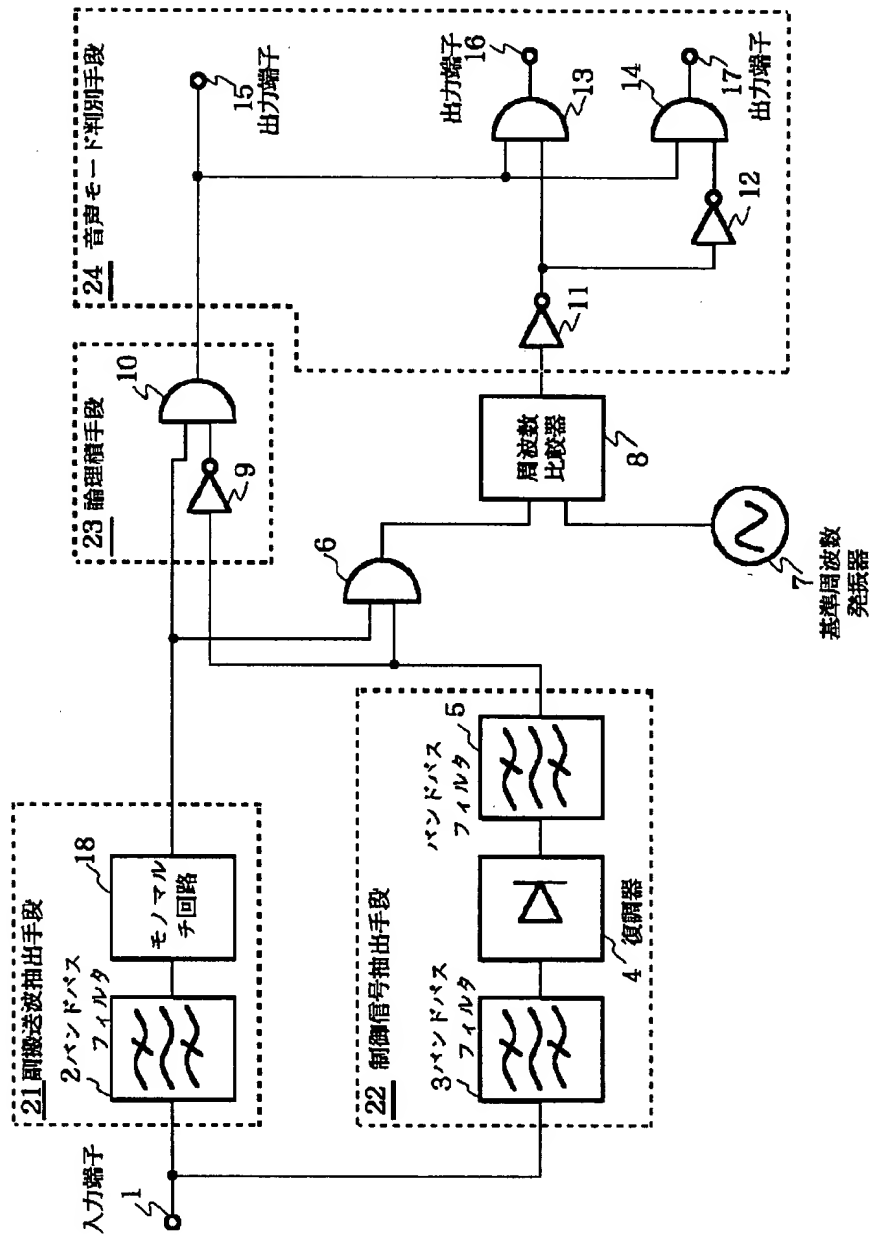 入力端子
1
21 副搬送波抽出手段
2 バンドパス
フィルタ
18
モノマル
チ回路
22 制御信号抽出手段
3 バンドパス
フィルタ
4 復調器
バンドパス
フィルタ
5
6
23 論理積手段
9
10
7
基準周波数
発振器
周波数
比較器
8
24 音声モード判別手段
11
12
13
14
15
出力端子
出力端子
16
17
出力端子